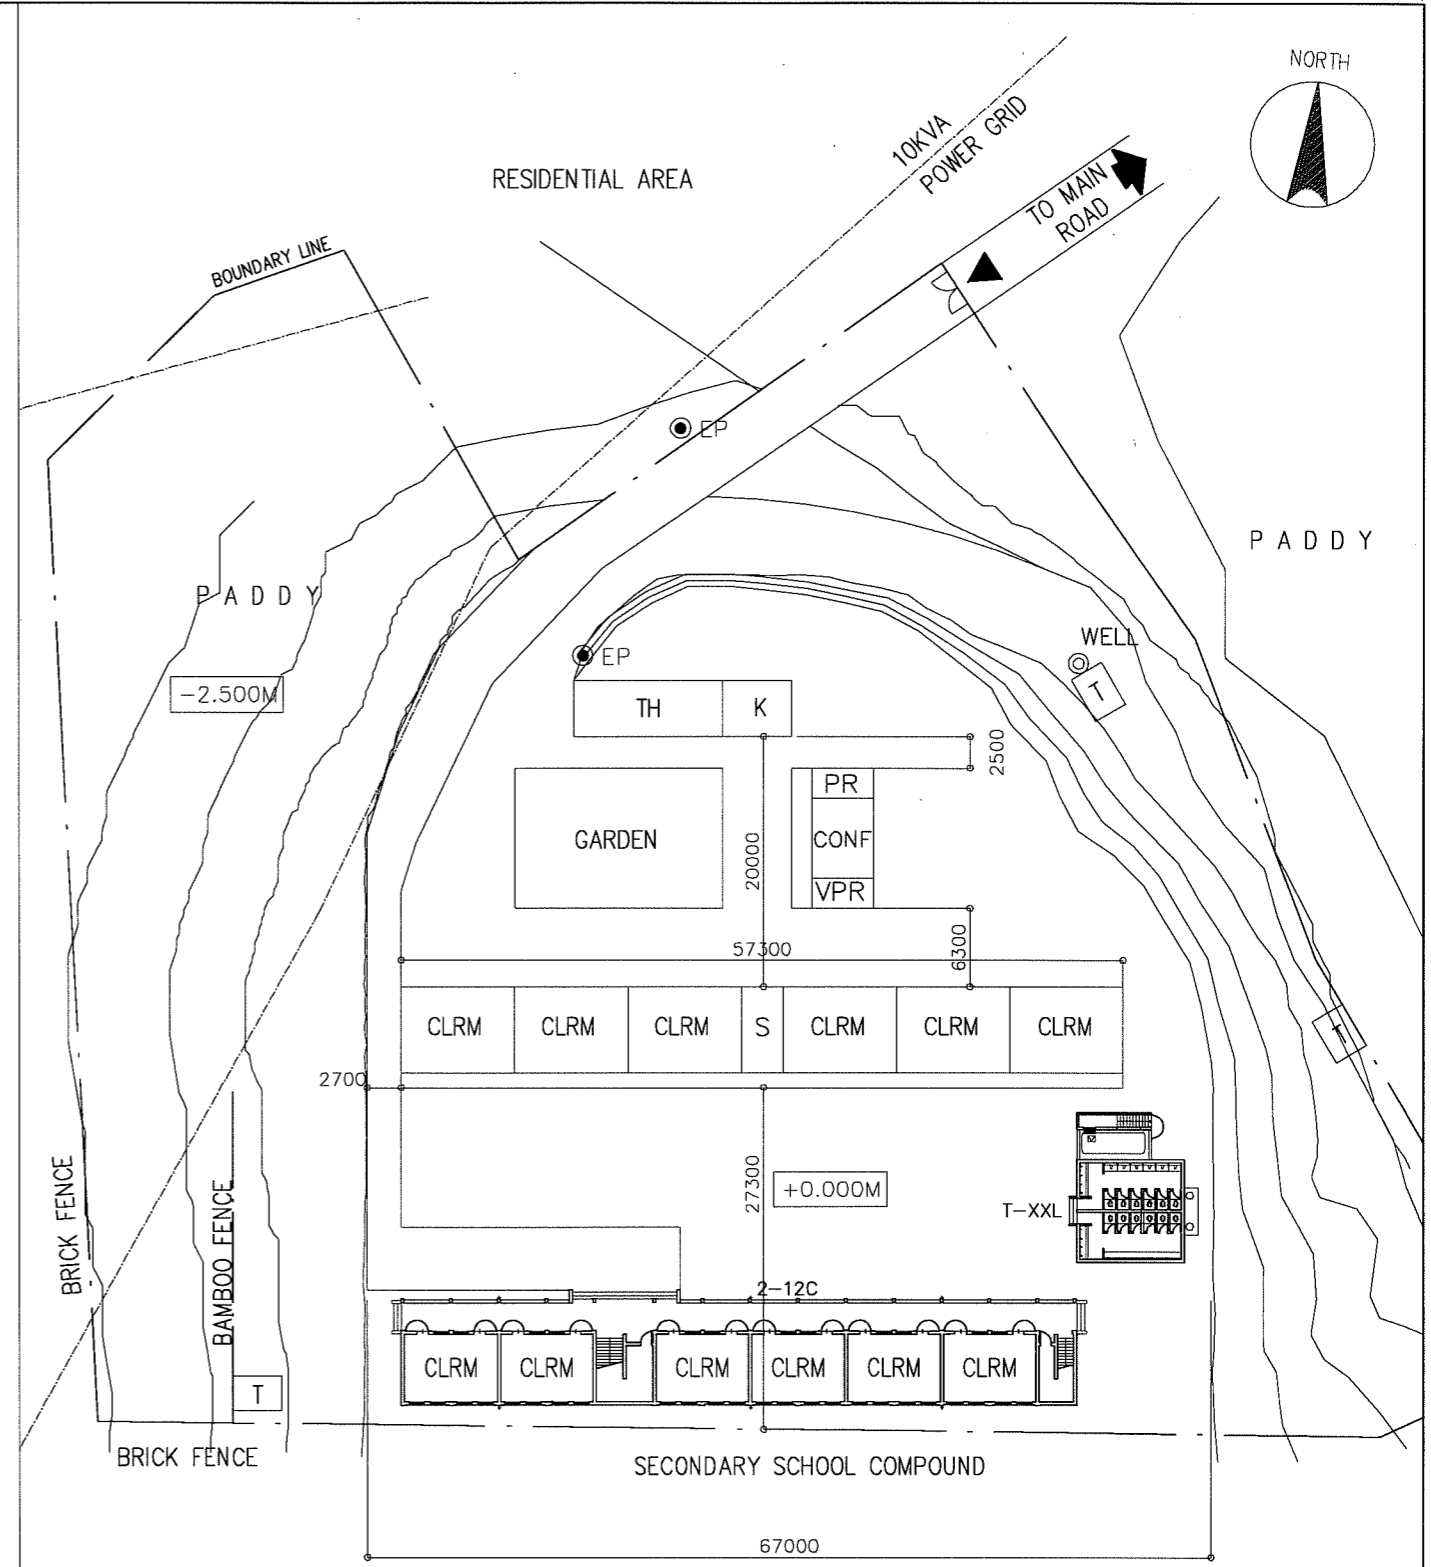 NORTH
10KVA
POWER GRID
RESIDENTIAL AREA
TO MAIN
ROAD
BOUNDARY LINE
EP
PADDY
PADDY
WELL
EP
T
-2.500M
TH
K
2500
PR
GARDEN
CONF
20000
VPR
6300
57300
CLRM
CLRM
CLRM
S
CLRM
CLRM
CLRM
T
2700
27300
+0.000M
T-XXL
BRICK FENCE
BAMBOO FENCE
2-12C
CLRM
CLRM
CLRM
CLRM
CLRM
CLRM
T
BRICK FENCE
SECONDARY SCHOOL COMPOUND
67000